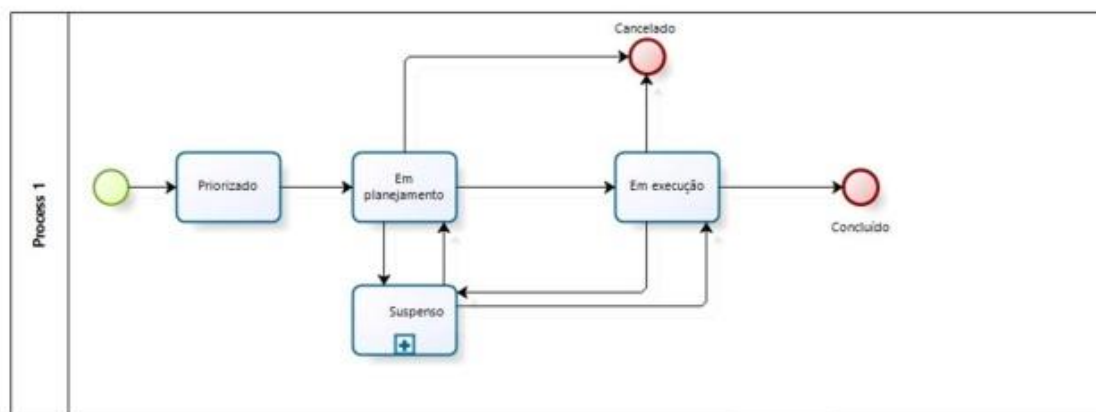 Process 1
Cancelado
Priorizado
Em
planejamento
Em execução
Concluído
Suspenso